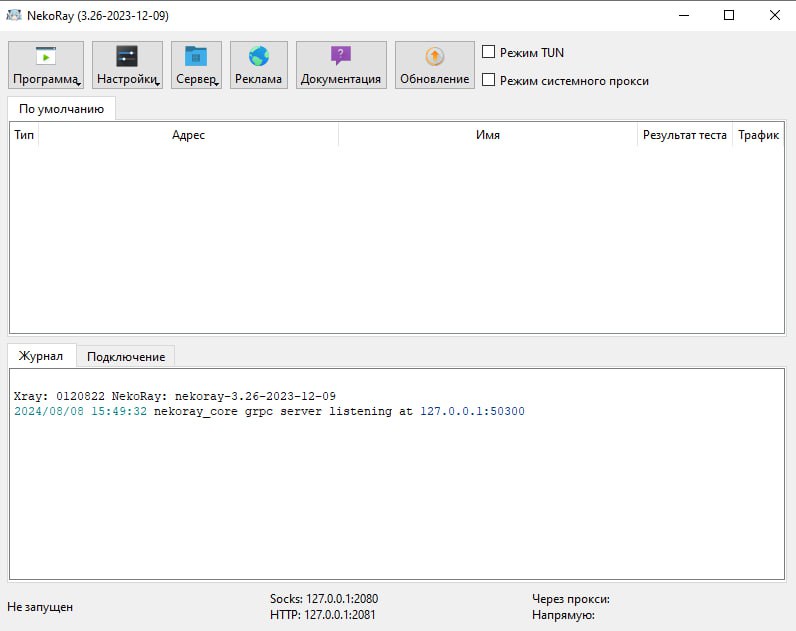 NekoRay (3.26-2023-12-09)
Программа Настройки Сервер Реклама Документация Обновление
Режим TUN
Режим системного прокси
По умолчанию
Тип Адрес Имя Результат теста Трафик
Журнал Подключение
Xray: 0120822 NekoRay: nekoray-3.26-2023-12-09
2024/08/08 15:49:32 nekoray_core grpc server listening at 127.0.0.1:50300
Не запущен
Socks: 127.0.0.1:2080
HTTP: 127.0.0.1:2081
Через прокси:
Напрямую: